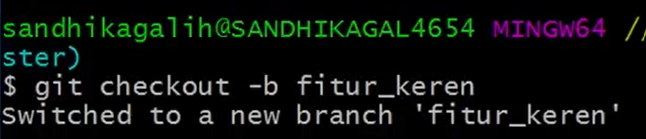 sandhikagalih@SANDHIKAGAL4654 MINGW64 //
ster)
$ git checkout -b fitur_keren
Switched to a new branch 'fitur_keren'